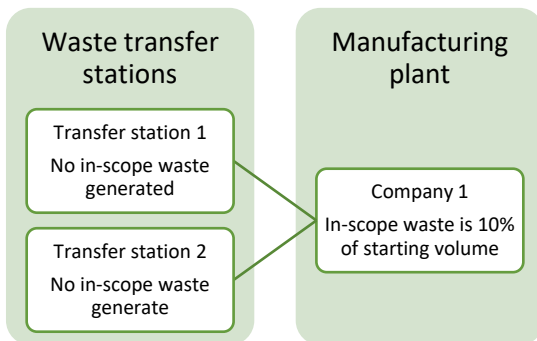 Waste transfer
stations
Transfer station 1
No in-scope waste
generated
Transfer station 2
No in-scope waste
generate
Manufacturing
plant
Company 1
In-scope waste is 10%
of starting volume